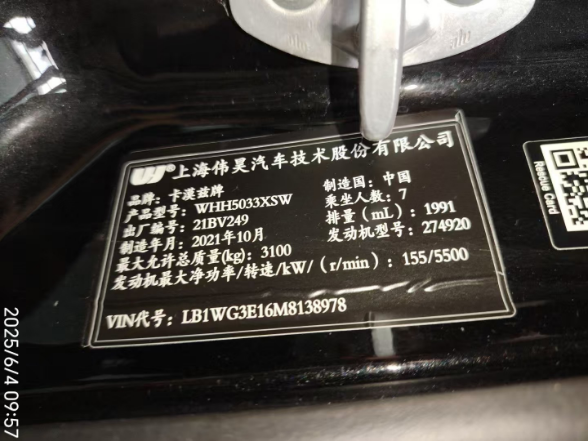 WH 上海伟昊汽车技术股份有限公司
品牌：卡漠兹牌 制造国：中国
产品型号：WHH5033XSW 乘坐人数：7
出厂编号：21BV249 排量（mL）：1991
制造年月：2021年10月 发动机型号：274920
最大允许总质量(kg)：3100
发动机最大净功率/转速/kW/（r/min）：155/5500
VIN代号：LB1WG3E16M8138978
Rescue Card
2025/6/4 09:57